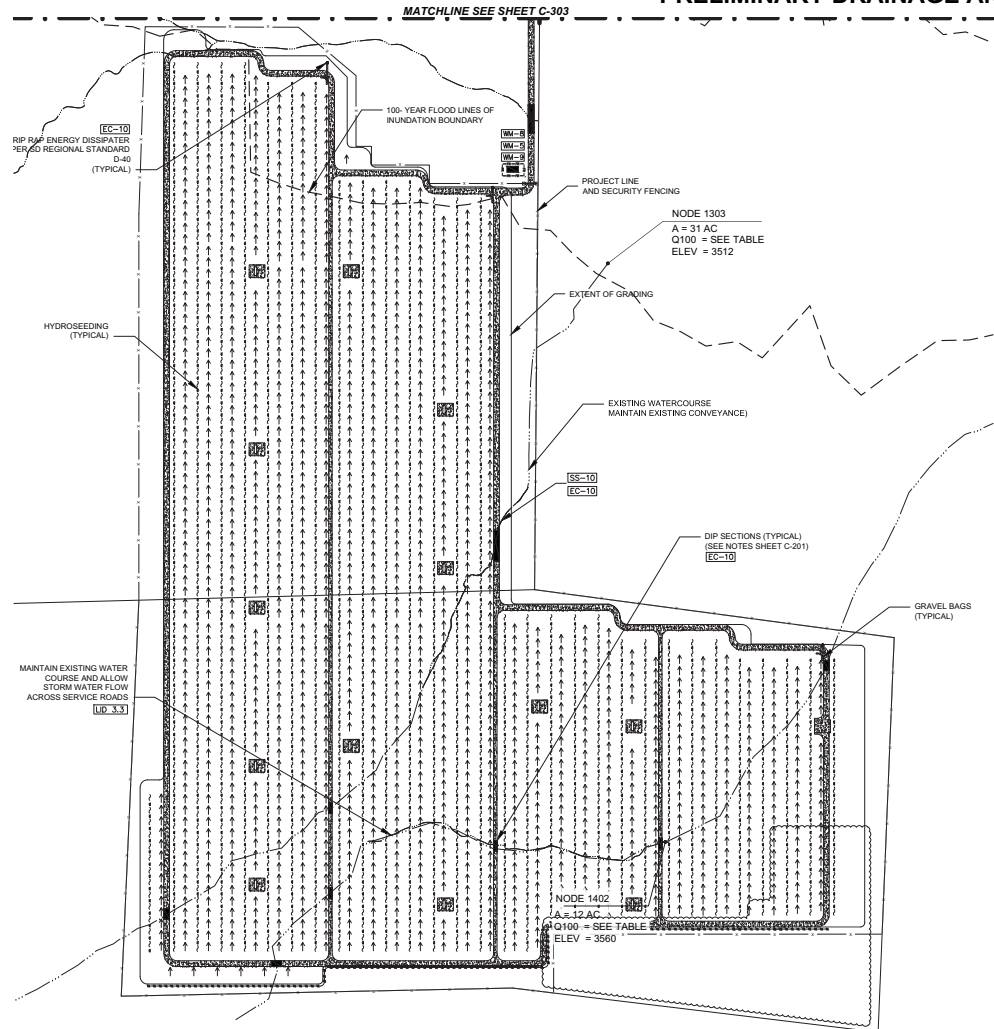 PRELIMINARY DRAINAGE
MATCHLINE SEE SHEET C-303
EC-10
RIP RAP ENERGY DISSIPATER
PER SD REGIONAL STANDARD
D-40
(TYPICAL)
100- YEAR FLOOD LINES OF
INUNDATION BOUNDARY
WM-8
WM-5
WM-9
PROJECT LINE
AND SECURITY FENCING
NODE 1303
A = 31 AC
Q100 = SEE TABLE
ELEV = 3512
EXTENT OF GRADING
HYDROSEEDING
(TYPICAL)
EXISTING WATERCOURSE
MAINTAIN EXISTING CONVEYANCE)
SS-10
EC-10
DIP SECTIONS (TYPICAL)
(SEE NOTES SHEET C-201)
EC-10
GRAVEL BAGS
(TYPICAL)
MAINTAIN EXISTING WATER
COURSE AND ALLOW
STORM WATER FLOW
ACROSS SERVICE ROADS
LID 3.3
NODE 1402
A = 12 AC
Q100 = SEE TABLE
ELEV = 3560